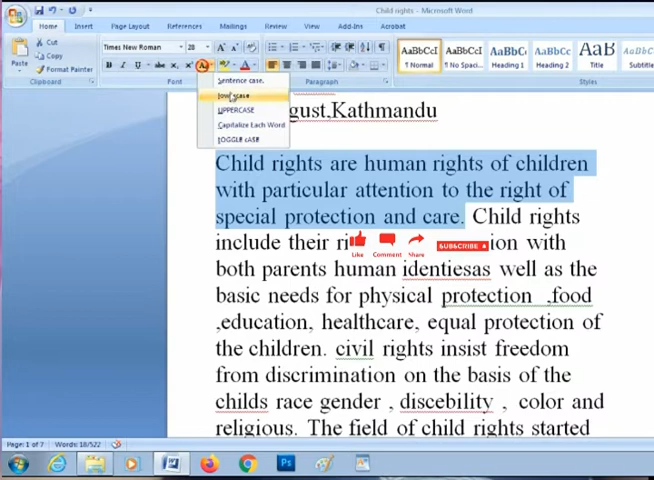 Child rights - Microsoft Word
Home Insert Page Layout References Mailings Review View Add-Ins Acrobat
Cut
Copy
Format Painter
Paste
Clipboard
Times New Roman 28
Font
Paragraph
AaBbCcI AaBbCcI AaBbC AaBbCc AaB AaBbCc
¶ Normal ¶ No Spaci... Heading 1 Heading 2 Title Subtitle
Styles
Sentence case.
lowercase
UPPERCASE
Capitalize Each Word
tOGGLE cASE
gust,Kathmandu
Child rights are human rights of children
with particular attention to the right of
special protection and care. Child rights
include their ri ion with
Like Comment Share SUBSCRIBE
both parents human identiesas well as the
basic needs for physical protection ,food
,education, healthcare, equal protection of
the children. civil rights insist freedom
from discrimination on the basis of the
childs race gender , discebility , color and
religious. The field of child rights started
Page: 1 of 7 Words: 18/522